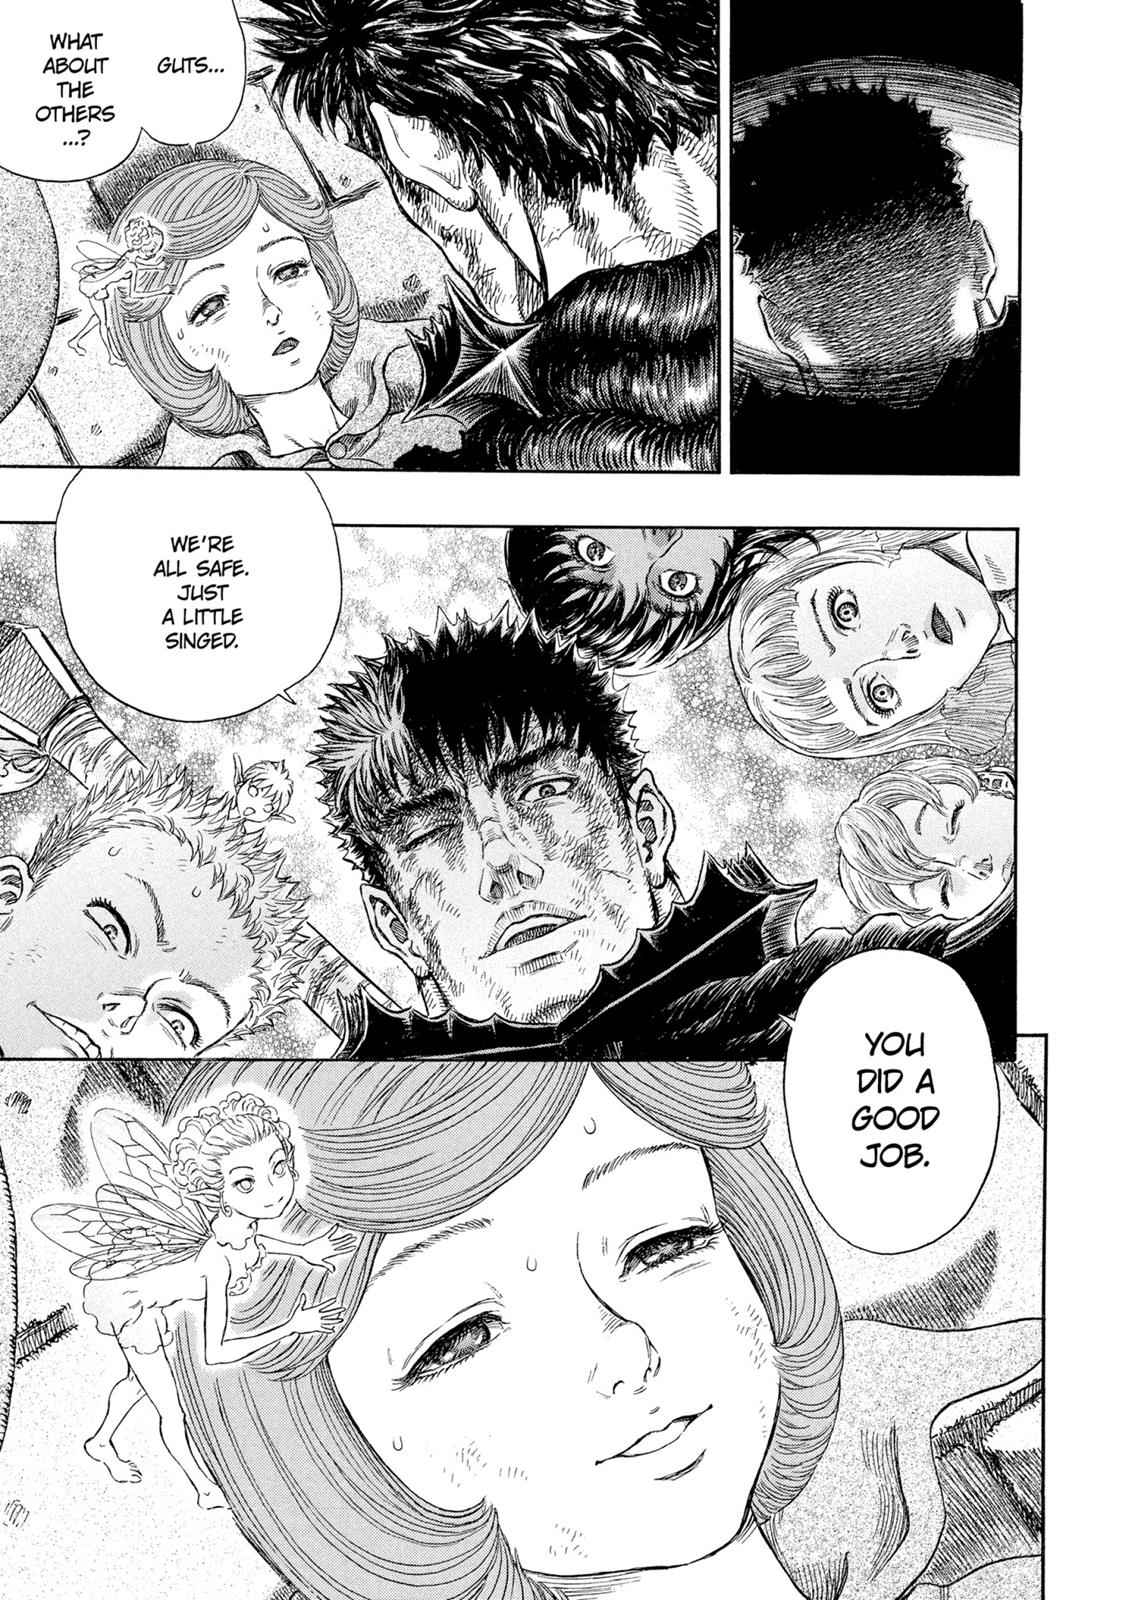 GUTS...
WHAT
ABOUT
THE
OTHERS
...?
WE'RE
ALL SAFE.
JUST
A LITTLE
SINGED.
YOU
DID A
GOOD
JOB.